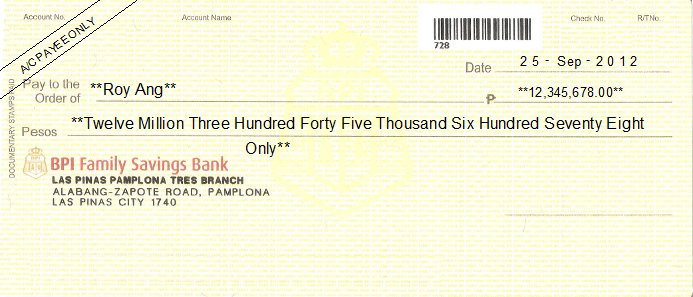 Account No.
Account Name
Check No.
R/TNo.
A/C PAYEE ONLY
728
Date 25 - Sep - 2012
Pay to the
Order of **Roy Ang**
₱ **12,345,678.00**
Pesos **Twelve Million Three Hundred Forty Five Thousand Six Hundred Seventy Eight
Only**
DOCUMENTARY STAMPS PAID
BPI Family Savings Bank
LAS PINAS PAMPLONA TRES BRANCH
ALABANG-ZAPOTE ROAD, PAMPLONA
LAS PINAS CITY 1740